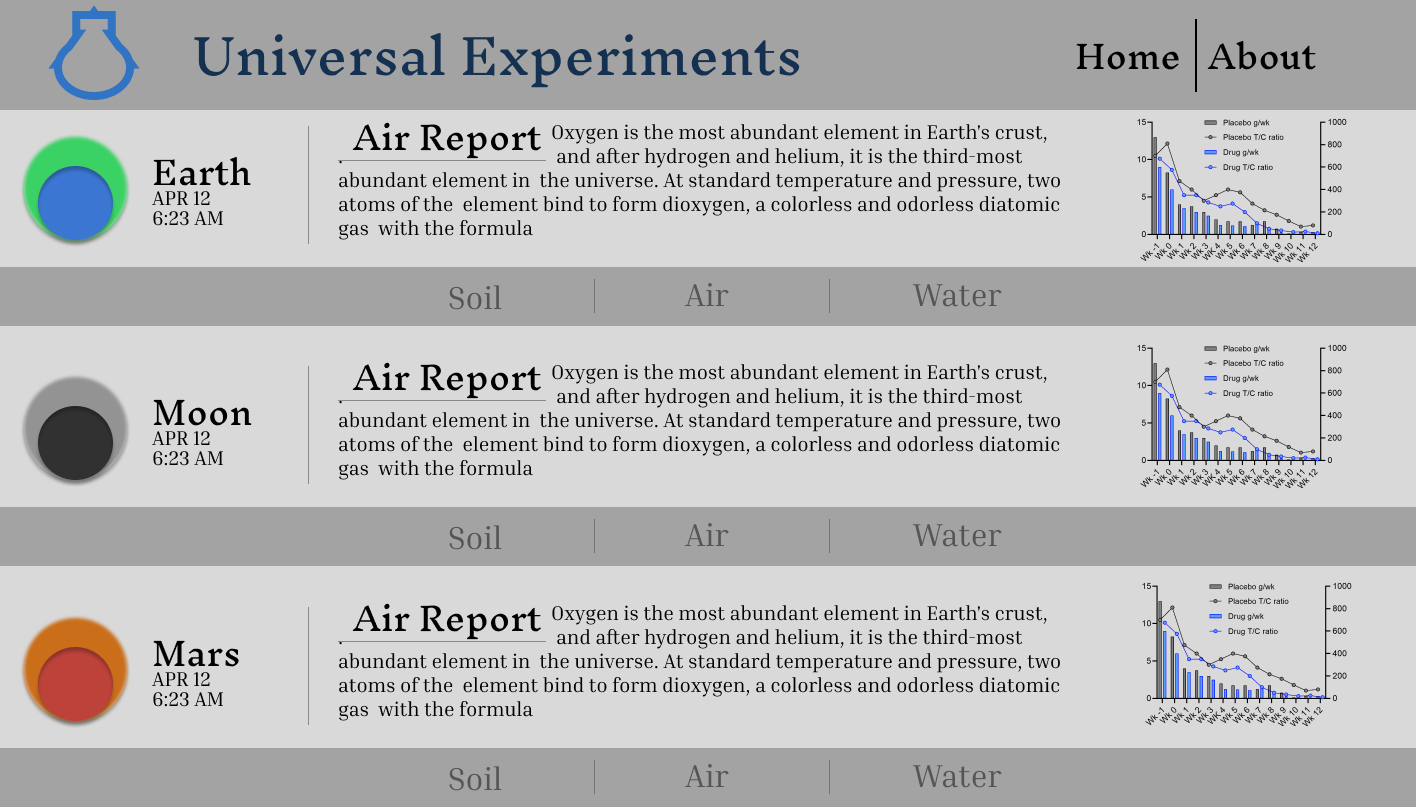 Universal Experiments
Home
About
Earth
APR 12
6:23 AM
Air Report
Oxygen is the most abundant element in Earth's crust,
and after hydrogen and helium, it is the third-most
abundant element in the universe. At standard temperature and pressure, two
atoms of the element bind to form dioxygen, a colorless and odorless diatomic
gas with the formula
15
10
5
0
Placebo g/wk
Placebo T/C ratio
Drug g/wk
Drug T/C ratio
1000
800
600
400
200
0
Wk -1
Wk 0
Wk 1
Wk 2
Wk 3
Wk 4
Wk 5
Wk 6
Wk 7
Wk 8
Wk 9
Wk 10
Wk 11
Wk 12
Soil
Air
Water
Moon
APR 12
6:23 AM
Air Report
Oxygen is the most abundant element in Earth's crust,
and after hydrogen and helium, it is the third-most
abundant element in the universe. At standard temperature and pressure, two
atoms of the element bind to form dioxygen, a colorless and odorless diatomic
gas with the formula
15
10
5
0
Placebo g/wk
Placebo T/C ratio
Drug g/wk
Drug T/C ratio
1000
800
600
400
200
0
Wk -1
Wk 0
Wk 1
Wk 2
Wk 3
Wk 4
Wk 5
Wk 6
Wk 7
Wk 8
Wk 9
Wk 10
Wk 11
Wk 12
Soil
Air
Water
Mars
APR 12
6:23 AM
Air Report
Oxygen is the most abundant element in Earth's crust,
and after hydrogen and helium, it is the third-most
abundant element in the universe. At standard temperature and pressure, two
atoms of the element bind to form dioxygen, a colorless and odorless diatomic
gas with the formula
15
10
5
0
Placebo g/wk
Placebo T/C ratio
Drug g/wk
Drug T/C ratio
1000
800
600
400
200
0
Wk -1
Wk 0
Wk 1
Wk 2
Wk 3
Wk 4
Wk 5
Wk 6
Wk 7
Wk 8
Wk 9
Wk 10
Wk 11
Wk 12
Soil
Air
Water